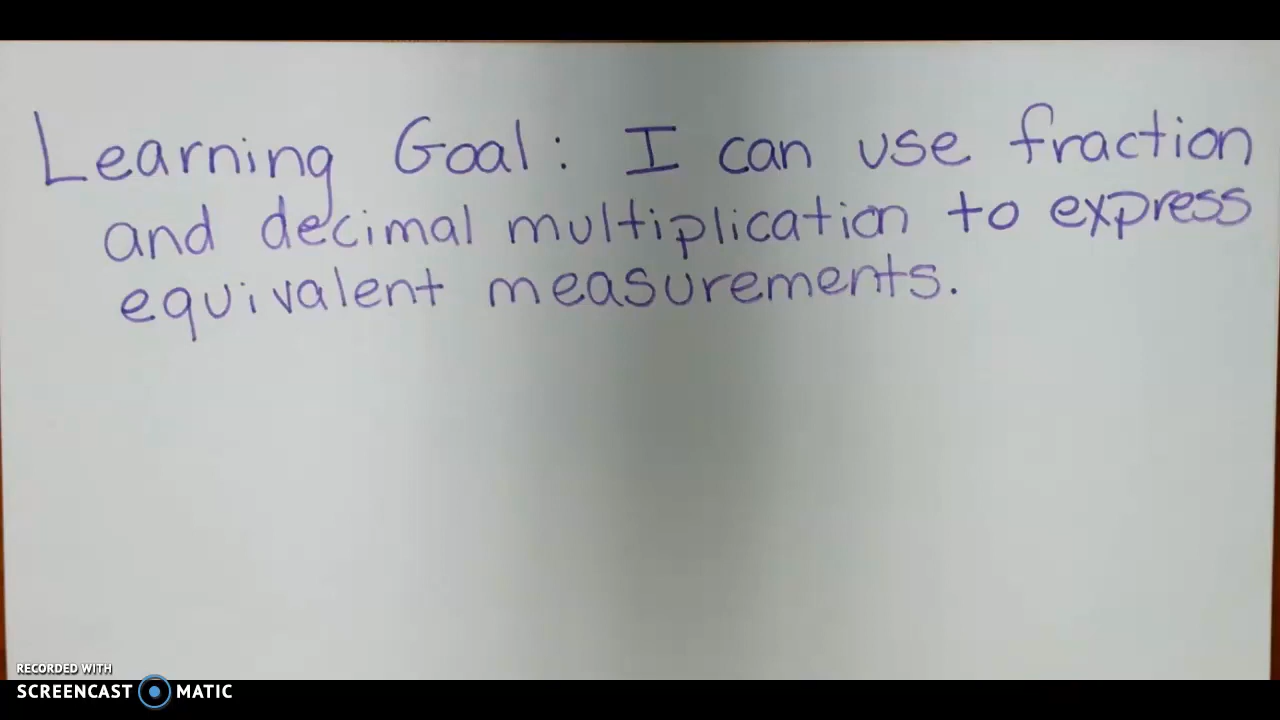 Learning Goal: I can use fraction
and decimal multiplication to express
equivalent measurements.
RECORDED WITH
SCREENCAST MATIC